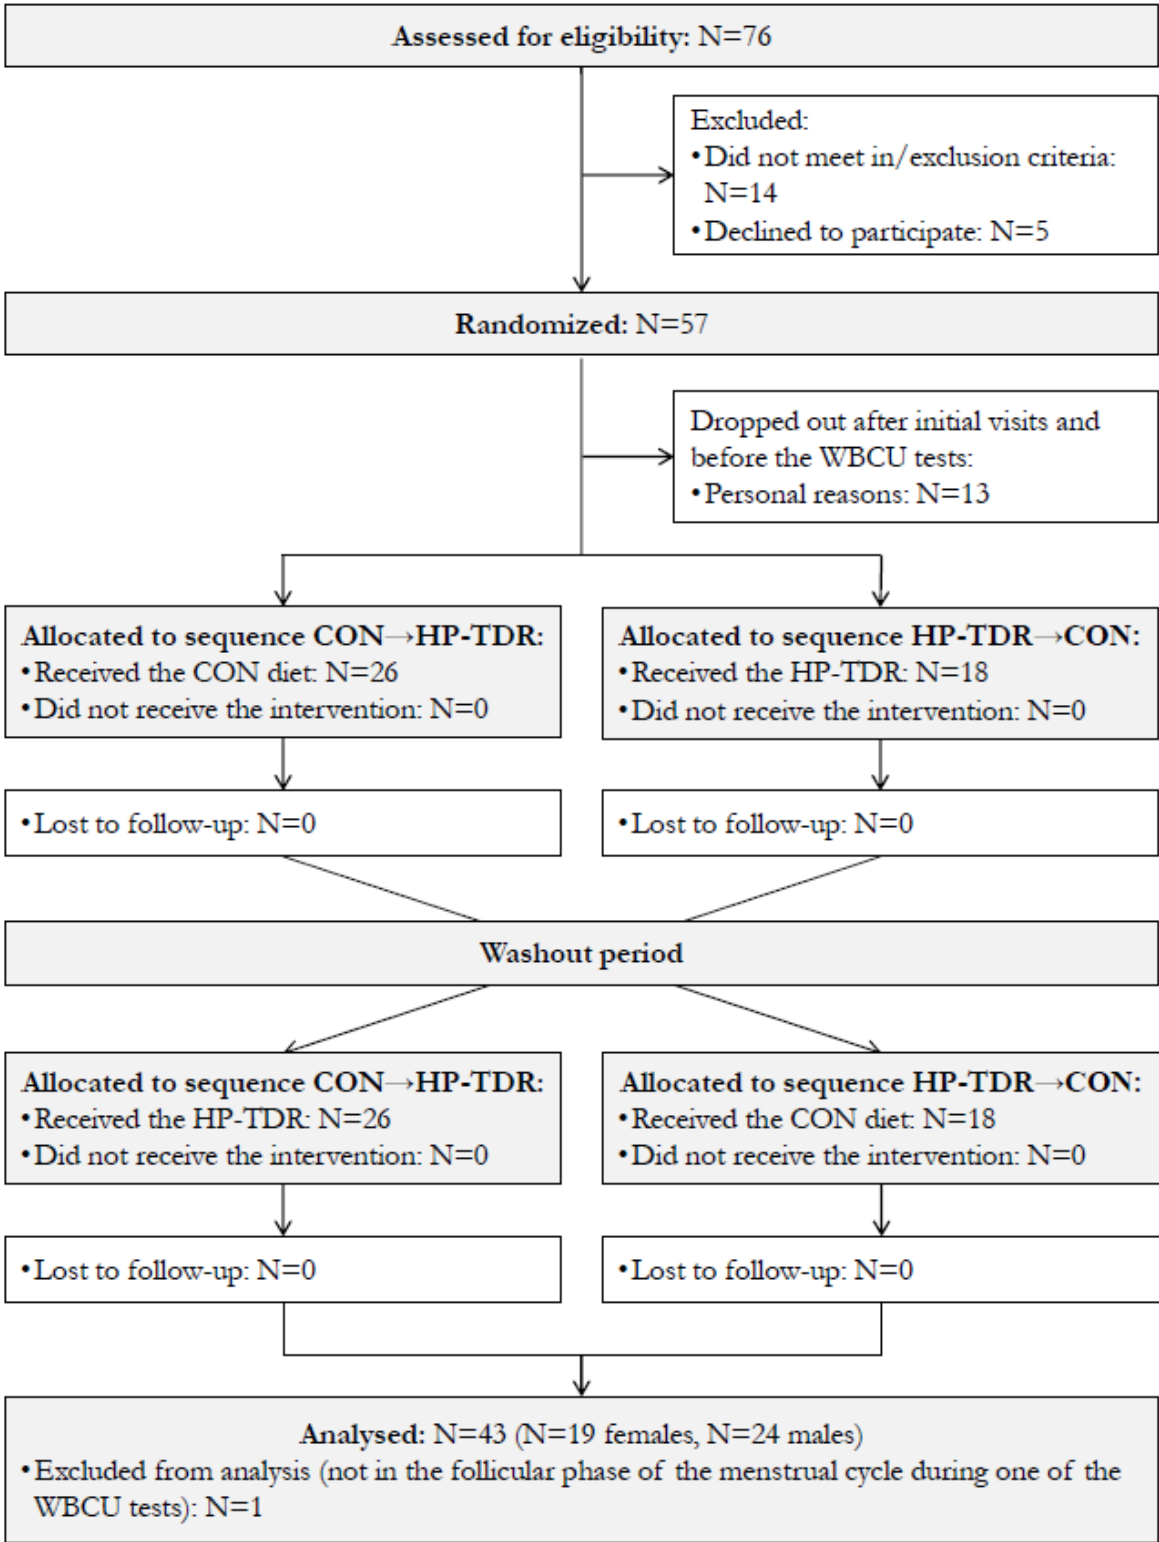 Assessed for eligibility: N=76
Excluded:
•Did not meet in/exclusion criteria:
N=14
•Declined to participate: N=5
Randomized: N=57
Dropped out after initial visits and
before the WBCU tests:
•Personal reasons: N=13
Allocated to sequence CON→HP-TDR:
•Received the CON diet: N=26
•Did not receive the intervention: N=0
Allocated to sequence HP-TDR→CON:
•Received the HP-TDR: N=18
•Did not receive the intervention: N=0
•Lost to follow-up: N=0
•Lost to follow-up: N=0
Washout period
Allocated to sequence CON→HP-TDR:
•Received the HP-TDR: N=26
•Did not receive the intervention: N=0
Allocated to sequence HP-TDR→CON:
•Received the CON diet: N=18
•Did not receive the intervention: N=0
•Lost to follow-up: N=0
•Lost to follow-up: N=0
Analysed: N=43 (N=19 females, N=24 males)
•Excluded from analysis (not in the follicular phase of the menstrual cycle during one of the
WBCU tests): N=1